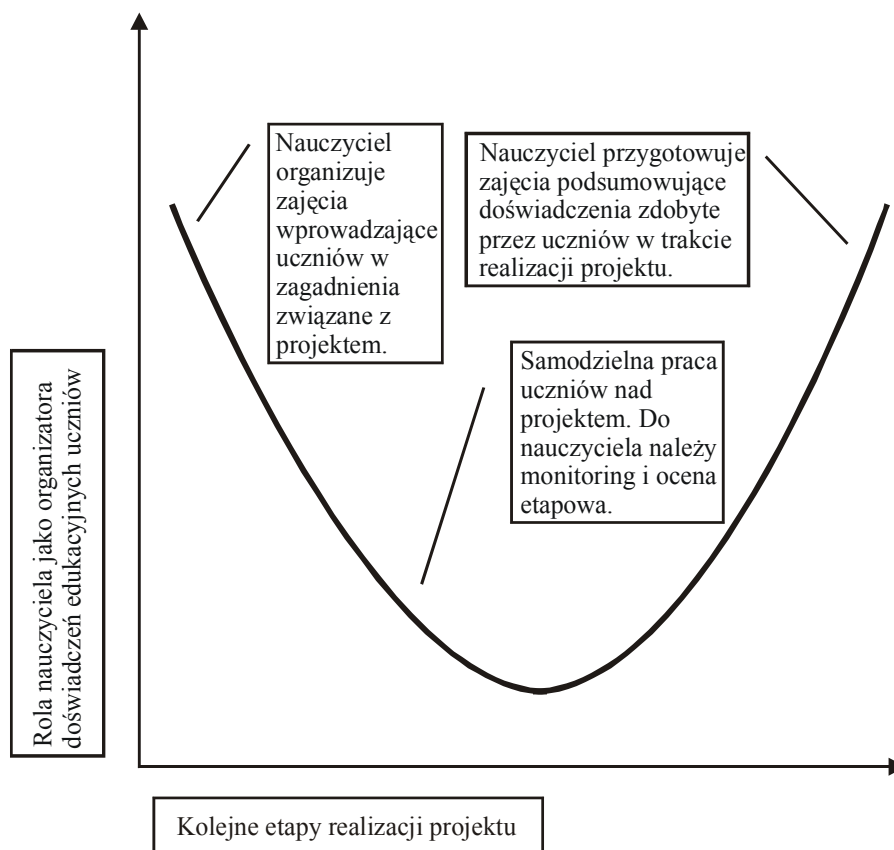 Nauczyciel
organizuje
zajęcia
wprowadzające
uczniów w
zagadnienia
związane z
projektem.
Nauczyciel przygotowuje
zajęcia podsumowujące
doświadczenia zdobyte
przez uczniów w trakcie
realizacji projektu.
Samodzielna praca
uczniów nad
projektem. Do
nauczyciela należy
monitoring i ocena
etapowa.
Rola nauczyciela jako organizatora
doświadczeń edukacyjnych uczniów
Kolejne etapy realizacji projektu